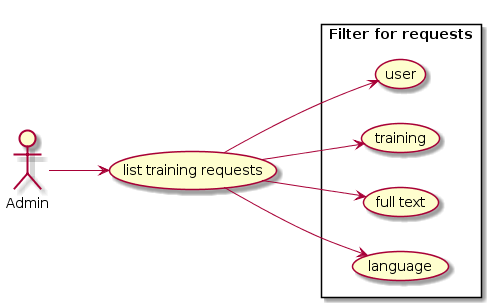 Filter for requests
user
training
list training requests
full text
Admin
language